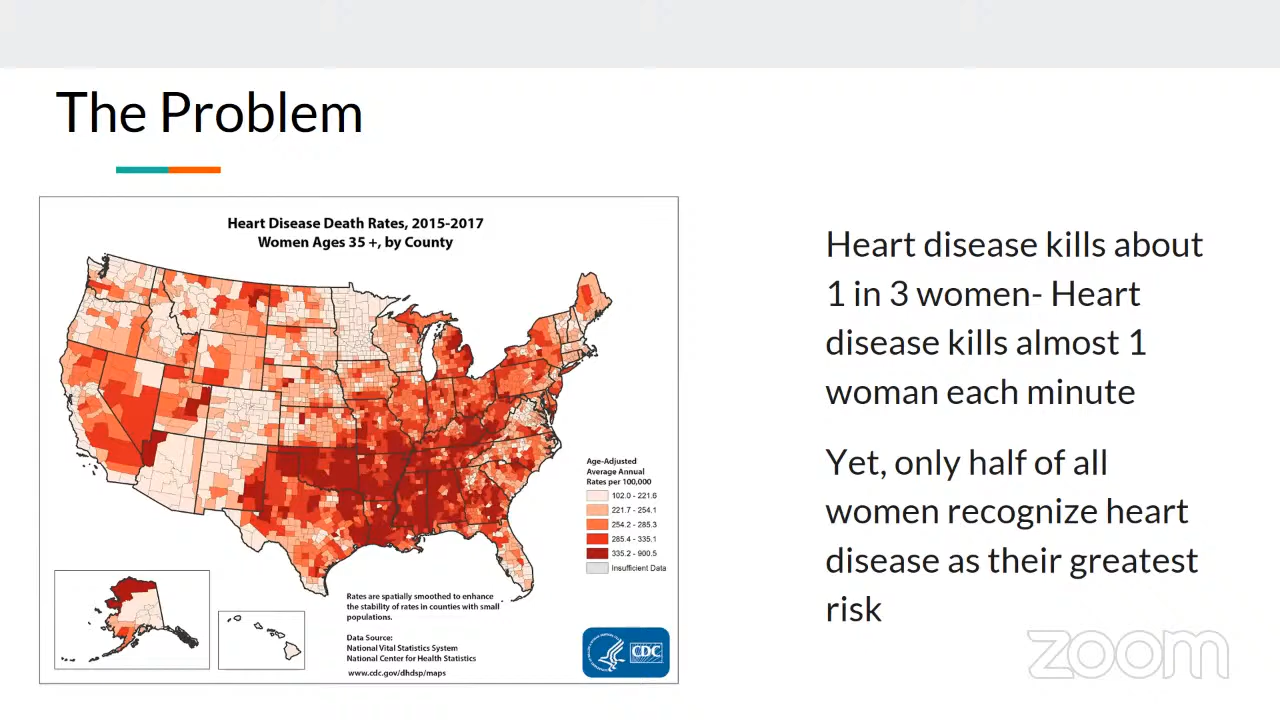 The Problem
Heart Disease Death Rates, 2015-2017
Women Ages 35 +, by County
Age-Adjusted
Average Annual
Rates per 100,000
102.0 - 221.6
221.7 - 254.1
254.2 - 285.3
285.4 - 335.1
335.2 - 900.5
Insufficient Data
Rates are spatially smoothed to enhance
the stability of rates in counties with small
populations.
Data Source:
National Vital Statistics System
National Center for Health Statistics
www.cdc.gov/dhdsp/maps
CDC
Heart disease kills about
1 in 3 women- Heart
disease kills almost 1
woman each minute
Yet, only half of all
women recognize heart
disease as their greatest
risk
zoom